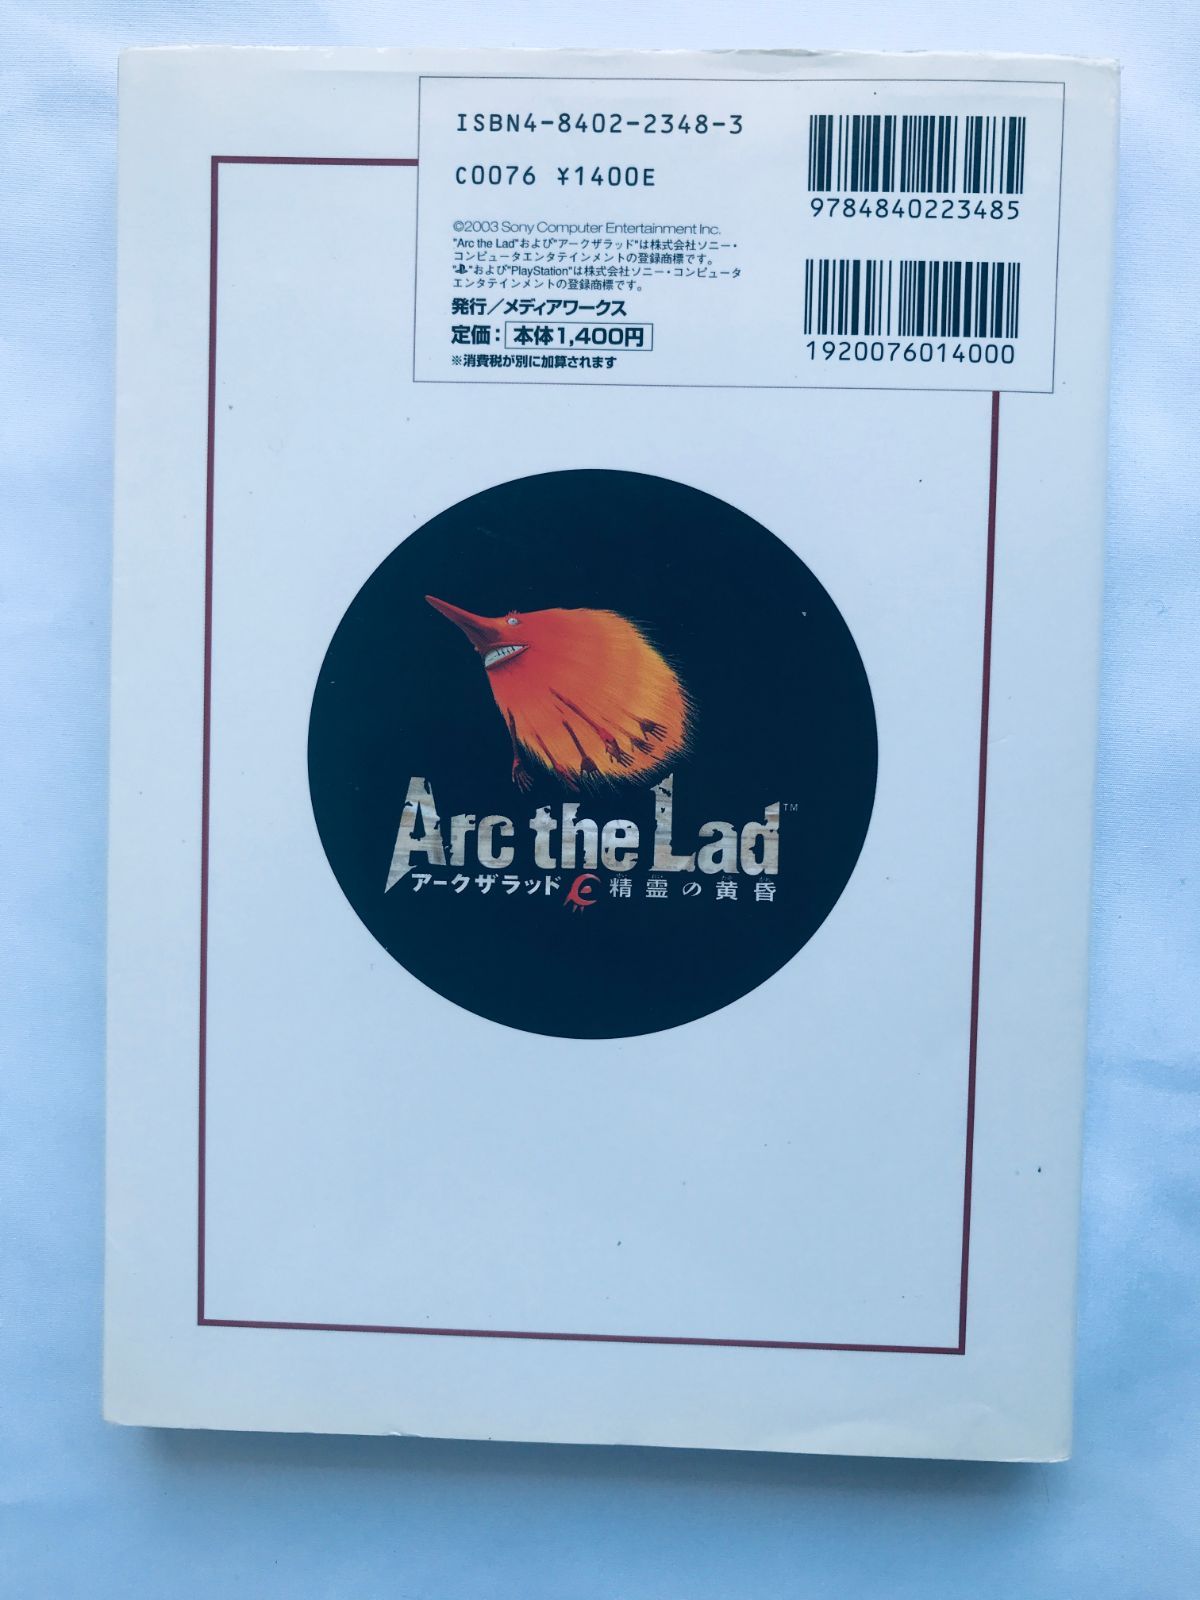 ISBN4-8402-2348-3
C0076 ¥1400E
9784840223485
©2003 Sony Computer Entertainment Inc.
"Arc the Lad"および"アークザラッド"は株式会社ソニー・
コンピュータエンタテインメントの登録商標です。
"および"PlayStation"は株式会社ソニー・コンピュータ
エンタテインメントの登録商標です。
発行／メディアワークス
定価： 本体1,400円
※消費税が別に加算されます
1920076014000
Arc the Lad™
アークザラッド 精霊の黄昏